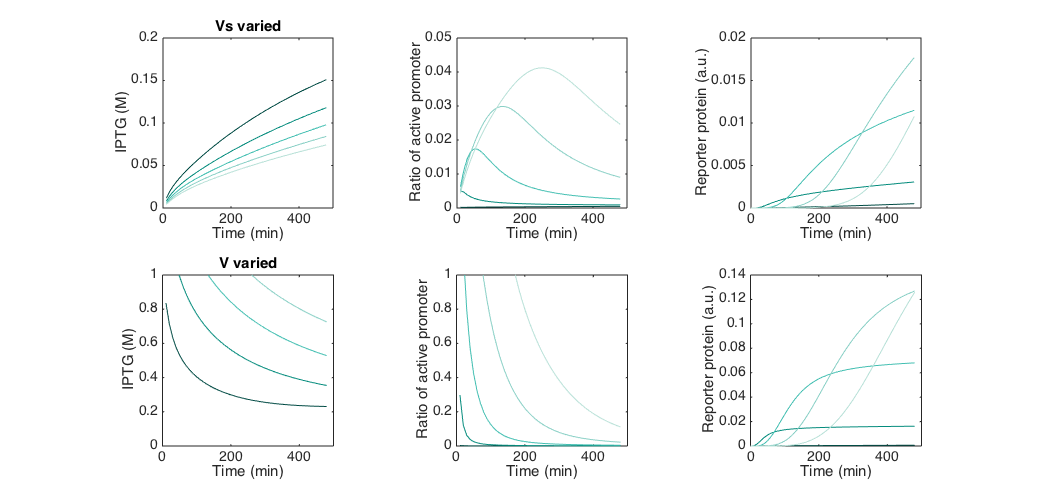 Vs varied
0.2
0.15
0.1
0.05
0
IPTG (M)
0 200 400
Time (min)
0.05
0.04
0.03
0.02
0.01
0
Ratio of active promoter
0 200 400
Time (min)
0.02
0.015
0.01
0.005
0
Reporter protein (a.u.)
0 200 400
Time (min)
V varied
1
0.8
0.6
0.4
0.2
0
IPTG (M)
0 200 400
Time (min)
1
0.8
0.6
0.4
0.2
0
Ratio of active promoter
0 200 400
Time (min)
0.14
0.12
0.1
0.08
0.06
0.04
0.02
0
Reporter protein (a.u.)
0 200 400
Time (min)